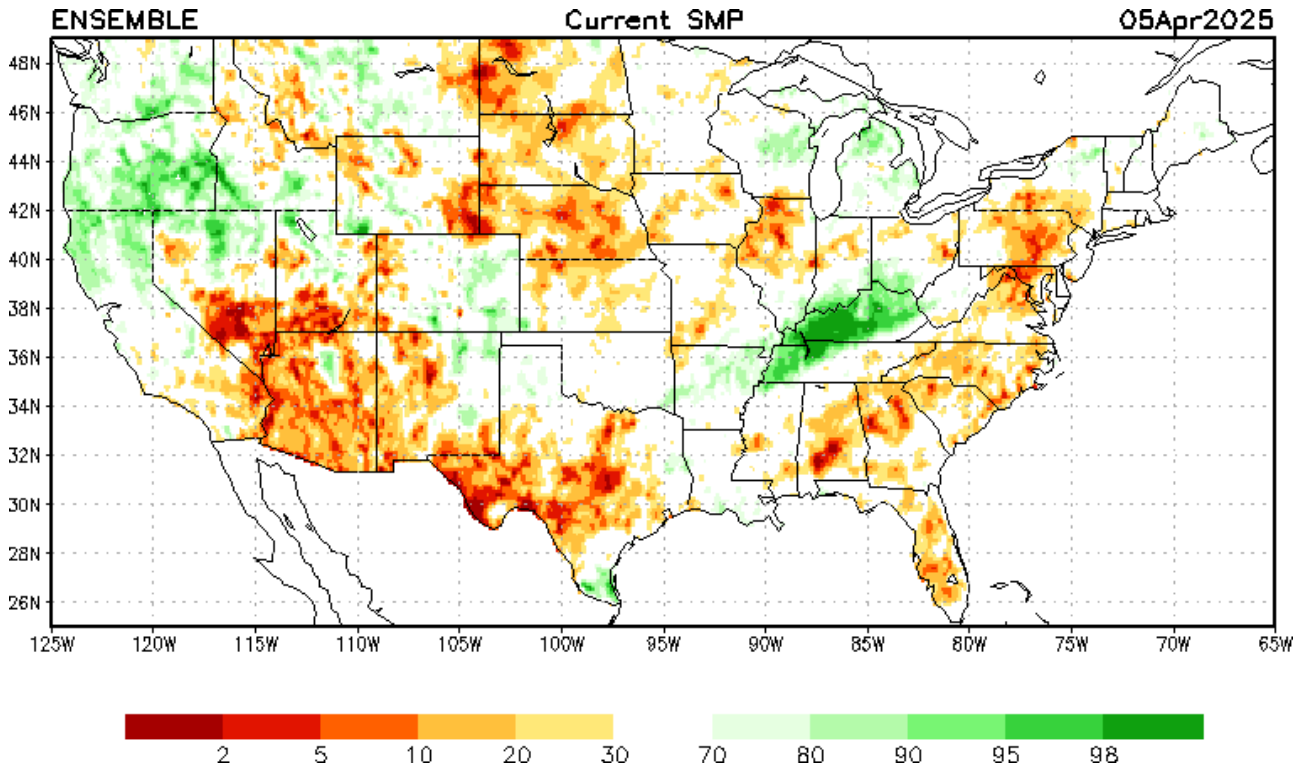 ENSEMBLE Current SMP 05Apr2025
48N
46N
44N
42N
40N
38N
36N
34N
32N
30N
28N
26N
125W 120W 115W 110W 105W 100W 95W 90W 85W 80W 75W 70W 65W
2 5 10 20 30 70 80 90 95 98